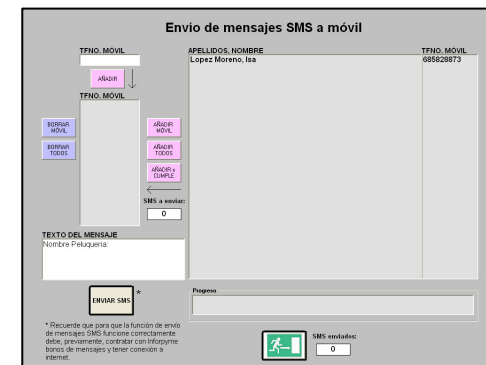 Envio de mensajes SMS a móvil
TFNO. MÓVIL
AÑADIR
TFNO. MÓVIL
BORRAR MÓVIL
BORRAR TODOS
AÑADIR MÓVIL
AÑADIR TODOS
AÑADIR x CUMPLE
SMS a enviar:
0
APELLIDOS, NOMBRE
TFNO. MÓVIL
Lopez Moreno, Isa
685828873
TEXTO DEL MENSAJE
Nombre Peluqueria:
ENVIAR SMS
*
Progreso
* Recuerde que para que la función de envio
de mensajes SMS funcione correctamente
debe, previamente, contratar con Inforpyme
bonos de mensajes y tener conexión a
internet.
SMS enviados:
0